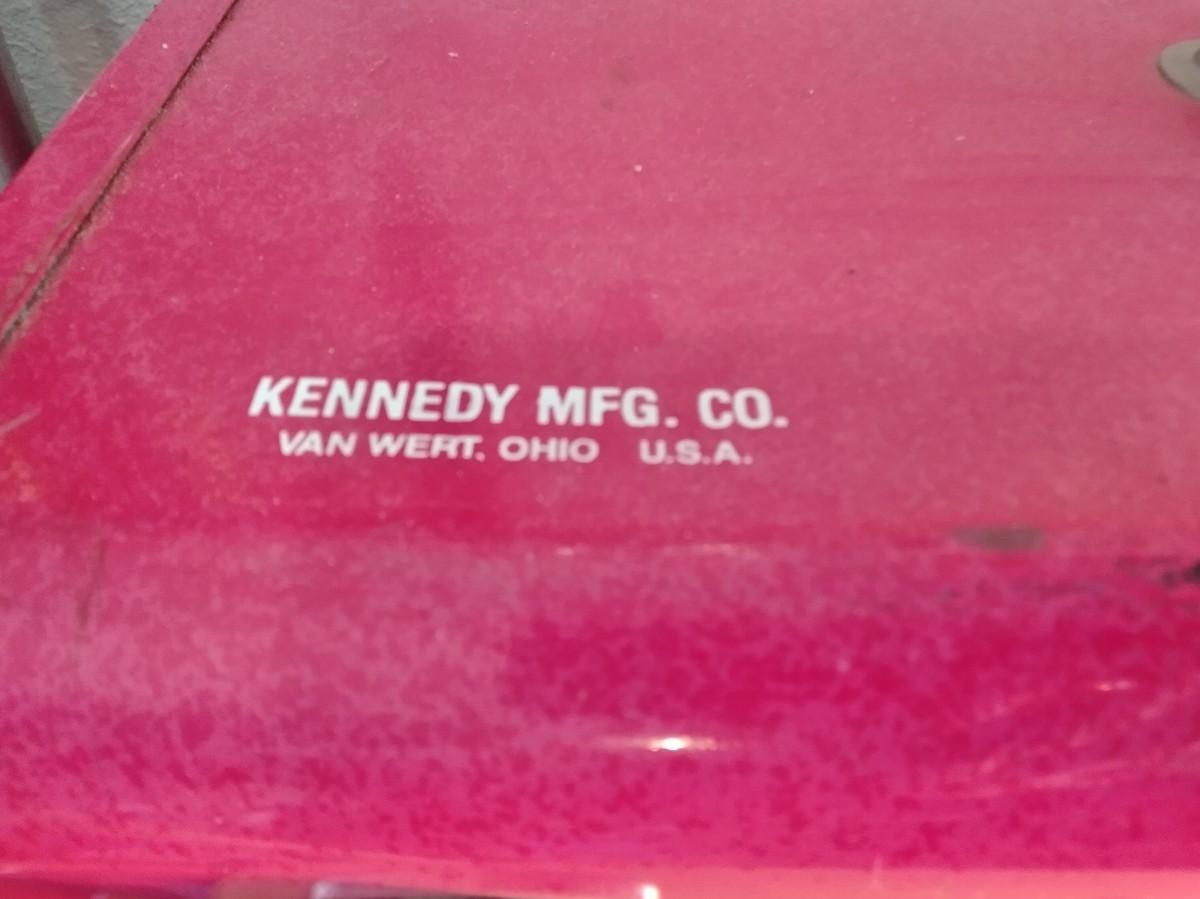 KENNEDY MFG. CO.
VAN WERT. OHIO U.S.A.